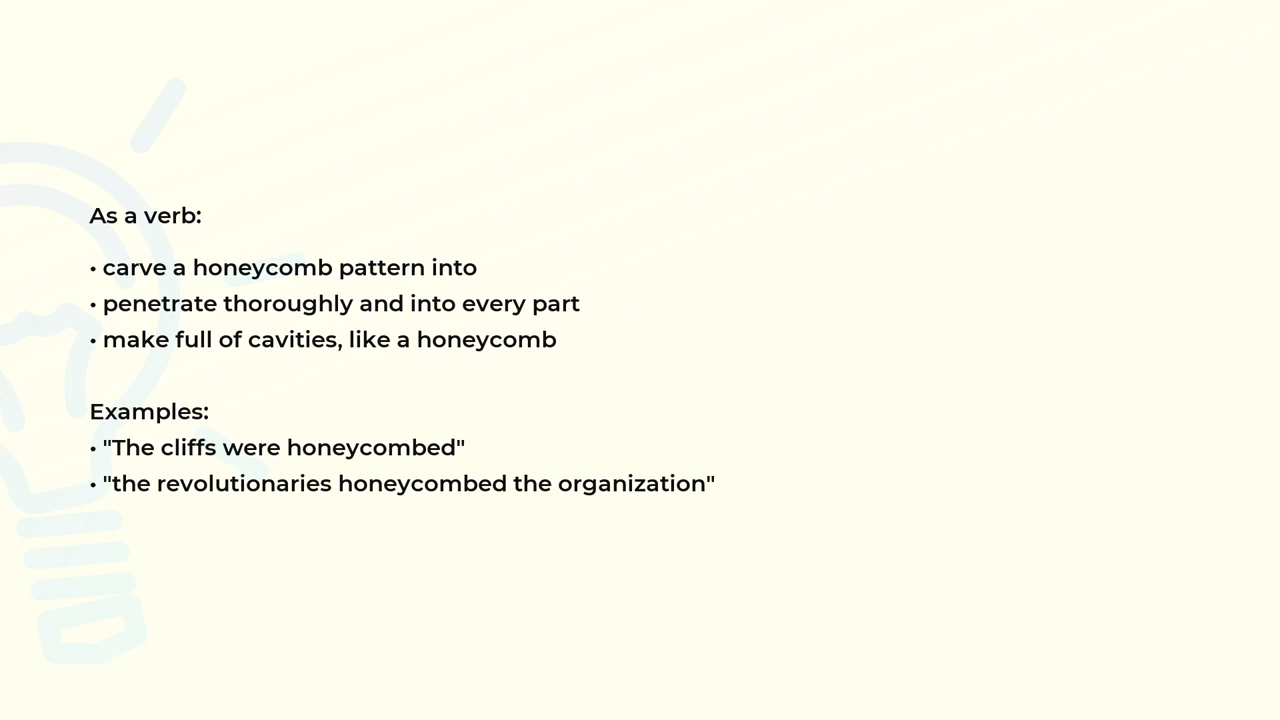 As a verb:
• carve a honeycomb pattern into
• penetrate thoroughly and into every part
• make full of cavities, like a honeycomb
Examples:
• "The cliffs were honeycombed"
• "the revolutionaries honeycombed the organization"